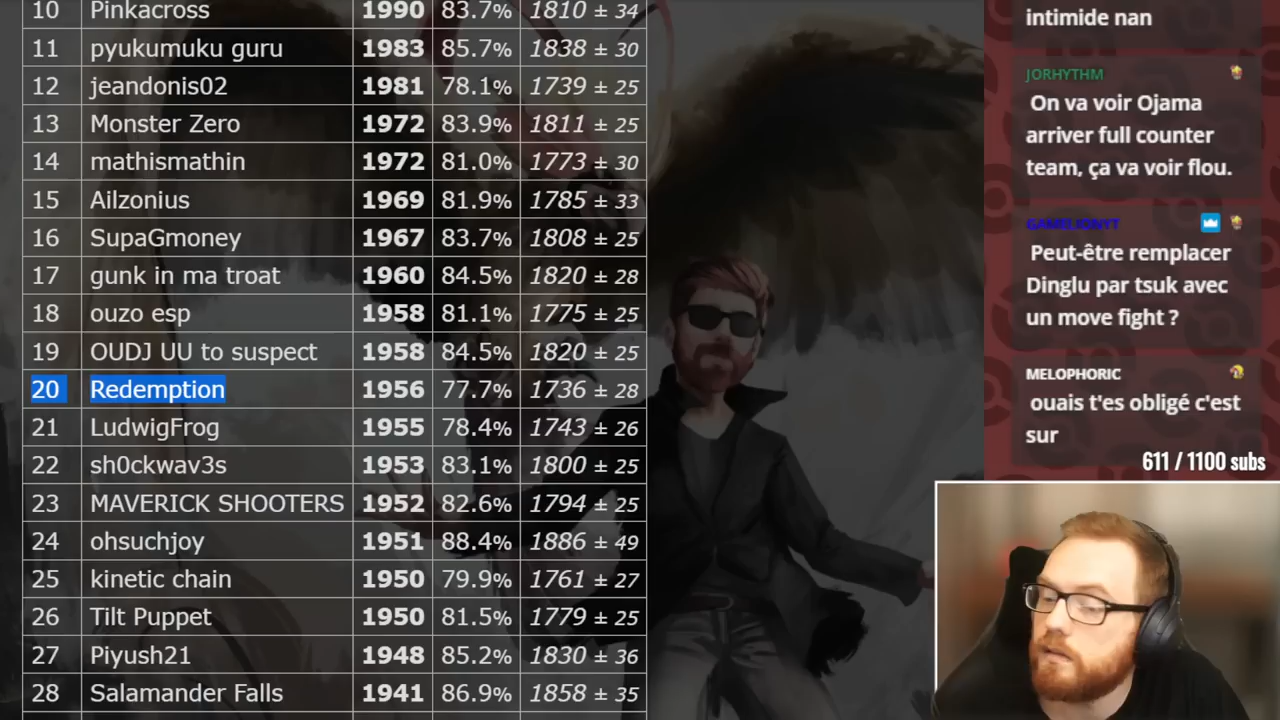 10 Pinkacross 1990 83.7% 1810 ± 34
11 pyukumuku guru 1983 85.7% 1838 ± 30
12 jeandonis02 1981 78.1% 1739 ± 25
13 Monster Zero 1972 83.9% 1811 ± 25
14 mathismathin 1972 81.0% 1773 ± 30
15 Ailzonius 1969 81.9% 1785 ± 33
16 SupaGmoney 1967 83.7% 1808 ± 25
17 gunk in ma troat 1960 84.5% 1820 ± 28
18 ouzo esp 1958 81.1% 1775 ± 25
19 OUDJ UU to suspect 1958 84.5% 1820 ± 25
20 Redemption 1956 77.7% 1736 ± 28
21 LudwigFrog 1955 78.4% 1743 ± 26
22 sh0ckwav3s 1953 83.1% 1800 ± 25
23 MAVERICK SHOOTERS 1952 82.6% 1794 ± 25
24 ohsuchjoy 1951 88.4% 1886 ± 49
25 kinetic chain 1950 79.9% 1761 ± 27
26 Tilt Puppet 1950 81.5% 1779 ± 25
27 Piyush21 1948 85.2% 1830 ± 36
28 Salamander Falls 1941 86.9% 1858 ± 35
intimide nan
JORHYTHM
On va voir Ojama
arriver full counter
team, ça va voir flou.
Peut-être remplacer
Dinglu par tsuk avec
un move fight ?
MELOPHORIC
ouais t'es obligé c'est
sur
611 / 1100 subs